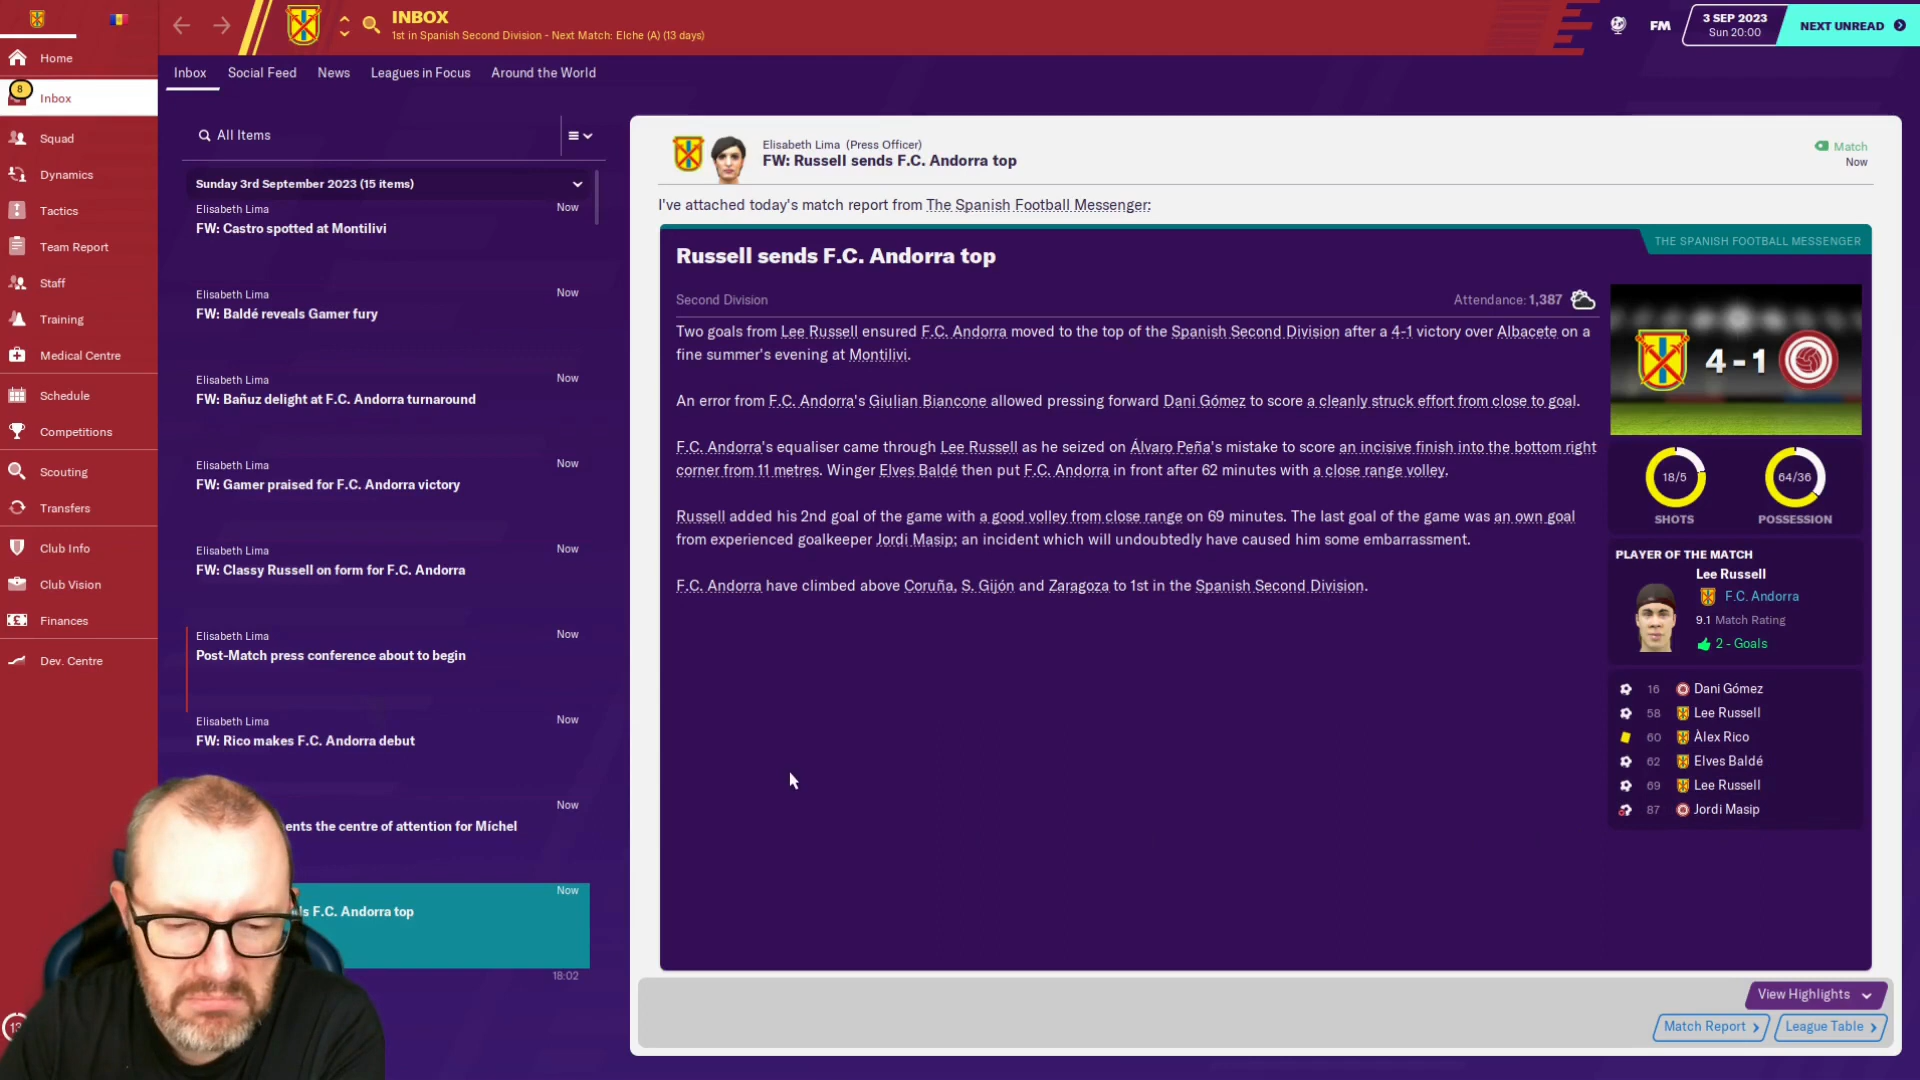 INBOX
1st in Spanish Second Division - Next Match: Elche (A) (13 days)
FM
3 SEP 2023
Sun 20:00
NEXT UNREAD
Home
8
Inbox
Squad
Dynamics
Tactics
Team Report
Staff
Training
Medical Centre
Schedule
Competitions
Scouting
Transfers
Club Info
Club Vision
Finances
Dev. Centre
Inbox
Social Feed
News
Leagues in Focus
Around the World
All Items
Sunday 3rd September 2023 (15 items)
Elisabeth Lima
Now
FW: Castro spotted at Montilivi
Elisabeth Lima
Now
FW: Baldé reveals Gamer fury
Elisabeth Lima
Now
FW: Bañuz delight at F.C. Andorra turnaround
Elisabeth Lima
Now
FW: Gamer praised for F.C. Andorra victory
Elisabeth Lima
Now
FW: Classy Russell on form for F.C. Andorra
Elisabeth Lima
Now
Post-Match press conference about to begin
Elisabeth Lima
Now
FW: Rico makes F.C. Andorra debut
Now
the centre of attention for Míchel
Now
F.C. Andorra top
18:02
Elisabeth Lima (Press Officer)
FW: Russell sends F.C. Andorra top
Match
Now
I've attached today's match report from The Spanish Football Messenger:
THE SPANISH FOOTBALL MESSENGER
Russell sends F.C. Andorra top
Second Division
Attendance: 1,387
Two goals from Lee Russell ensured F.C. Andorra moved to the top of the Spanish Second Division after a 4-1 victory over Albacete on a
fine summer's evening at Montilivi.
An error from F.C. Andorra's Giulian Biancone allowed pressing forward Dani Gómez to score a cleanly struck effort from close to goal.
F.C. Andorra's equaliser came through Lee Russell as he seized on Álvaro Peña's mistake to score an incisive finish into the bottom right
corner from 11 metres. Winger Elves Baldé then put F.C. Andorra in front after 62 minutes with a close range volley.
Russell added his 2nd goal of the game with a good volley from close range on 69 minutes. The last goal of the game was an own goal
from experienced goalkeeper Jordi Masip; an incident which will undoubtedly have caused him some embarrassment.
F.C. Andorra have climbed above Coruña, S. Gijón and Zaragoza to 1st in the Spanish Second Division.
4 - 1
18/5
SHOTS
64/36
POSSESSION
PLAYER OF THE MATCH
Lee Russell
F.C. Andorra
9.1 Match Rating
2 - Goals
16 Dani Gómez
58 Lee Russell
60 Àlex Rico
62 Elves Baldé
69 Lee Russell
87 Jordi Masip
View Highlights
Match Report
League Table